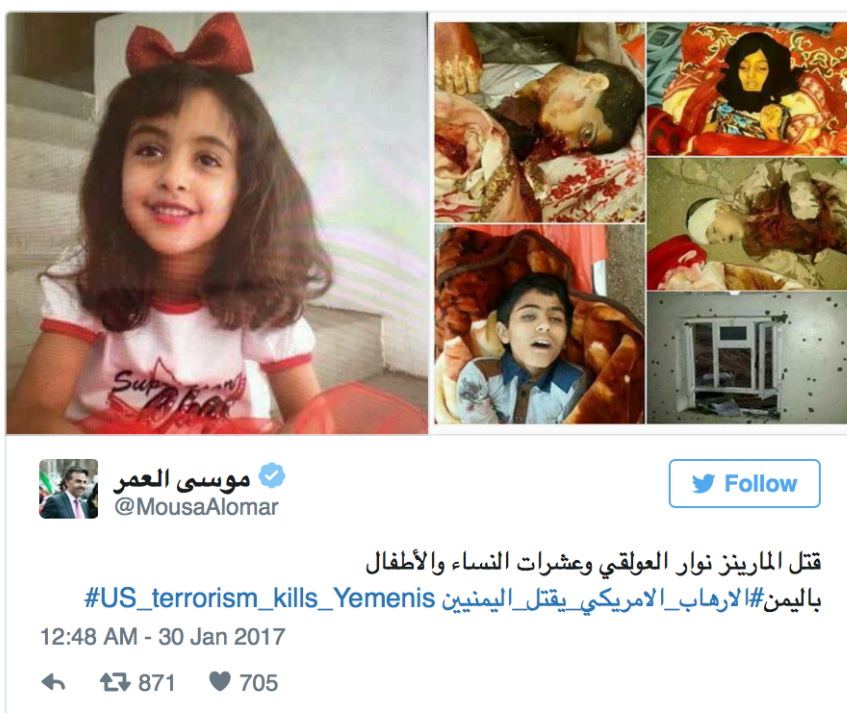 Sup
موسى العمر
@MousaAlomar
Follow
قتل المارينز نوار العولقي وعشرات النساء والأطفال
باليمن#الارهاب_الامريكي_يقتل_اليمنيين #US_terrorism_kills_Yemenis
12:48 AM - 30 Jan 2017
871 705